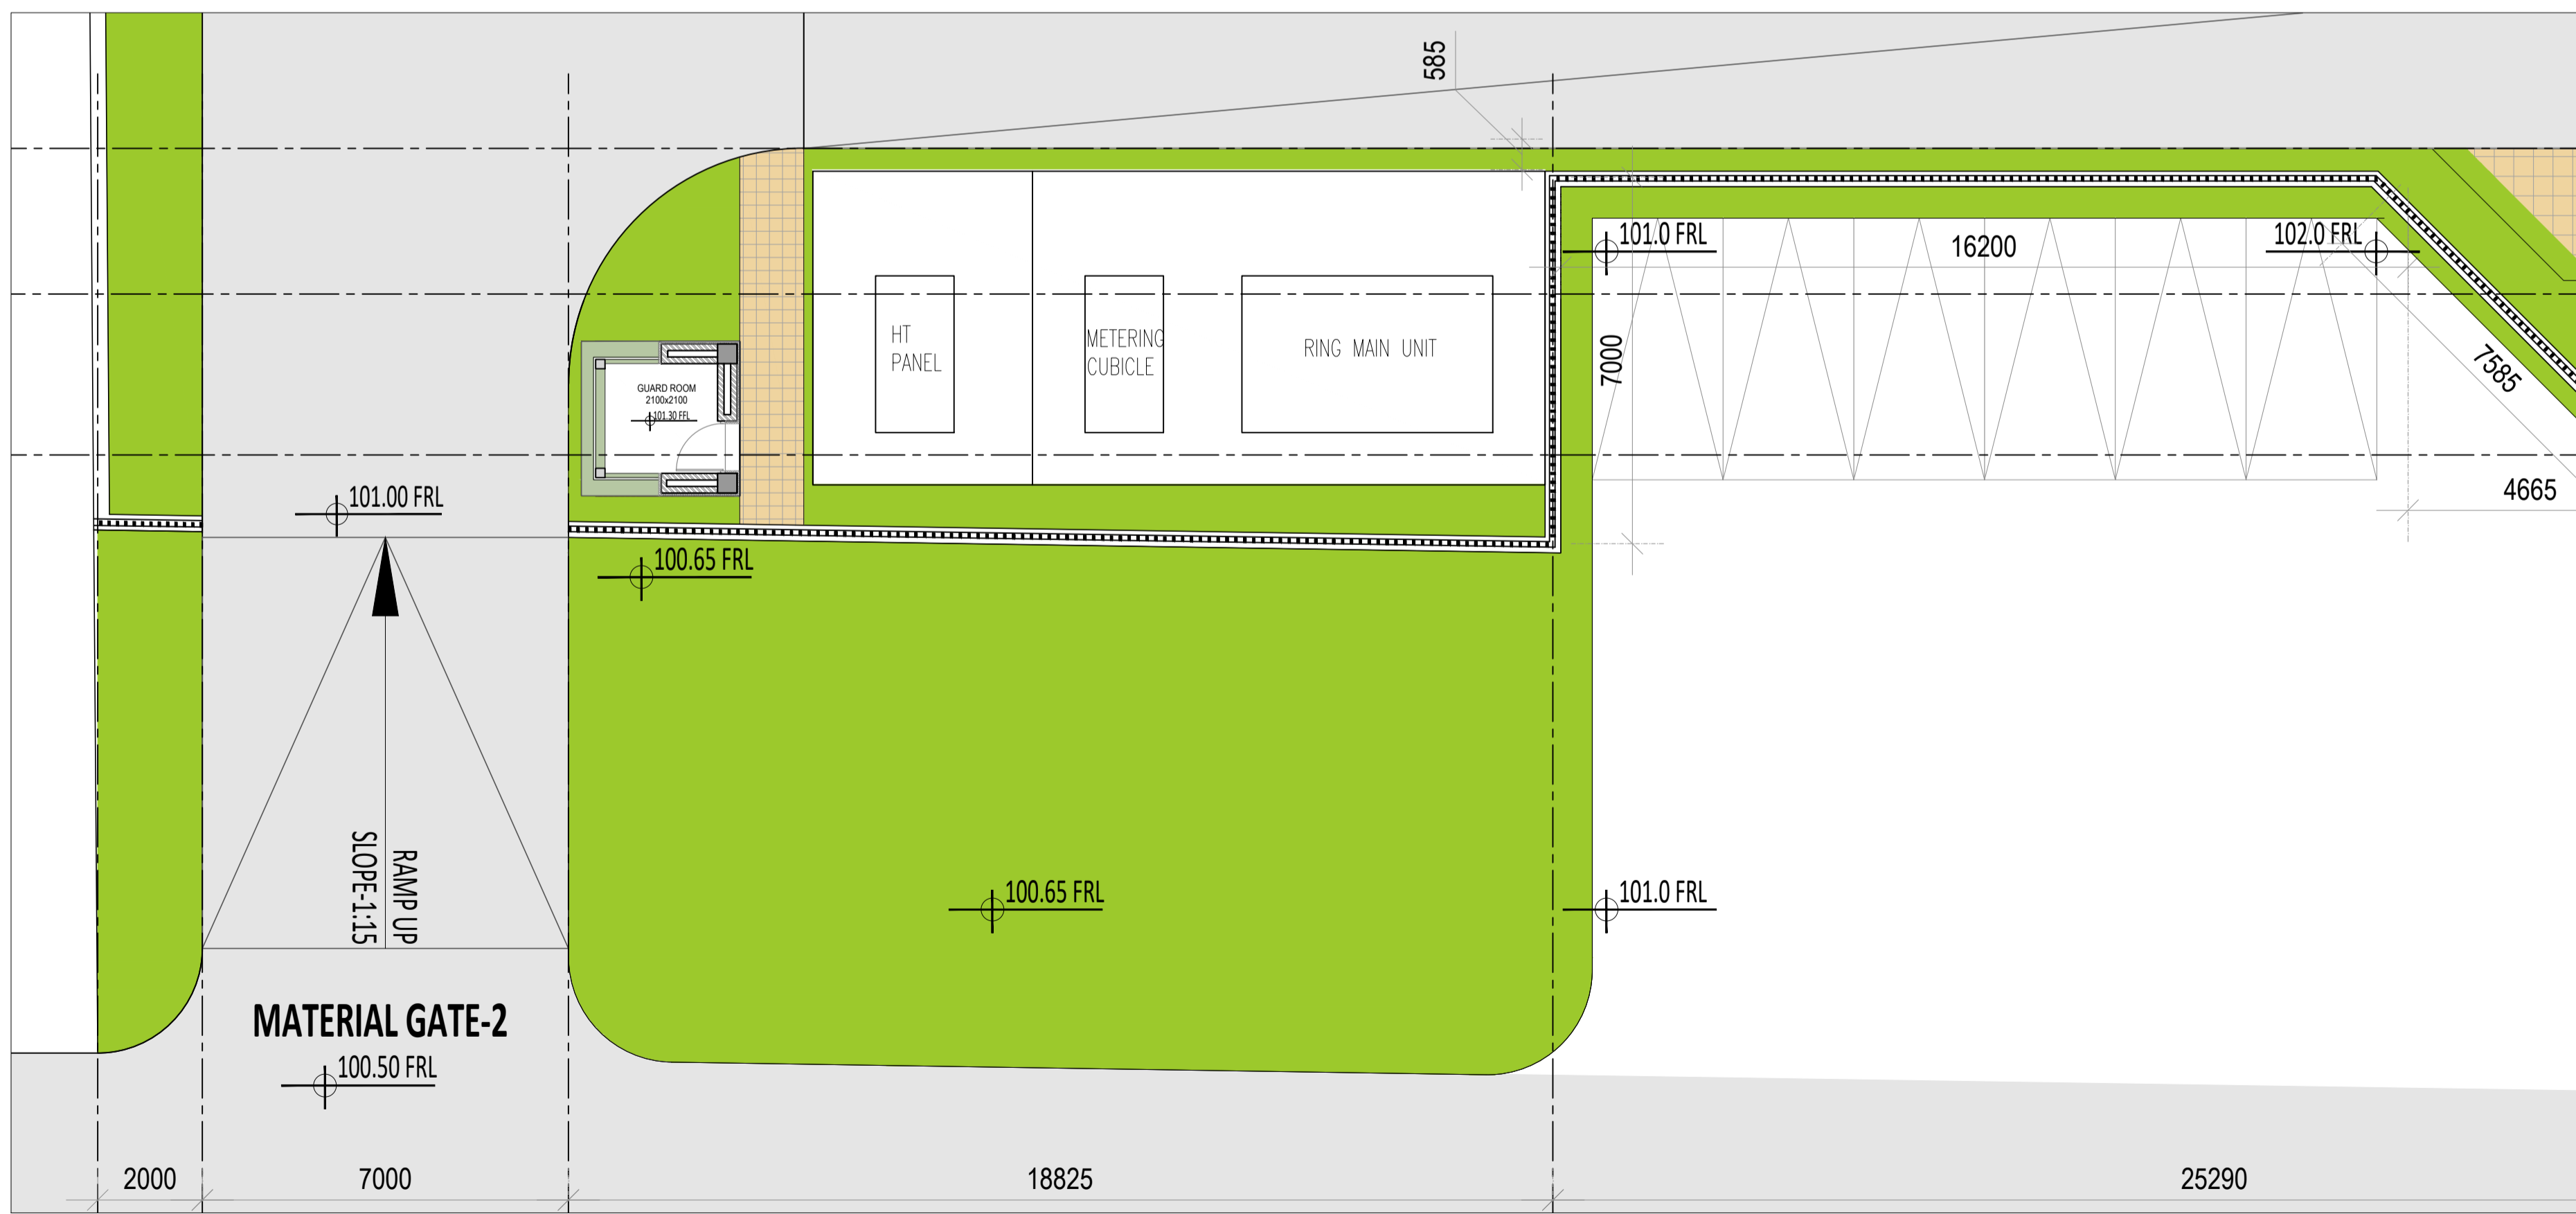 585
101.0 FRL
16200
102.0 FRL
HT
PANEL
METERING
CUBICLE
RING MAIN UNIT
7000
7585
GUARD ROOM
2100x2100
101.30 FFL
101.00 FRL
4665
100.65 FRL
RAMP UP
SLOPE-1:15
100.65 FRL
101.0 FRL
MATERIAL GATE-2
100.50 FRL
2000
7000
18825
25290